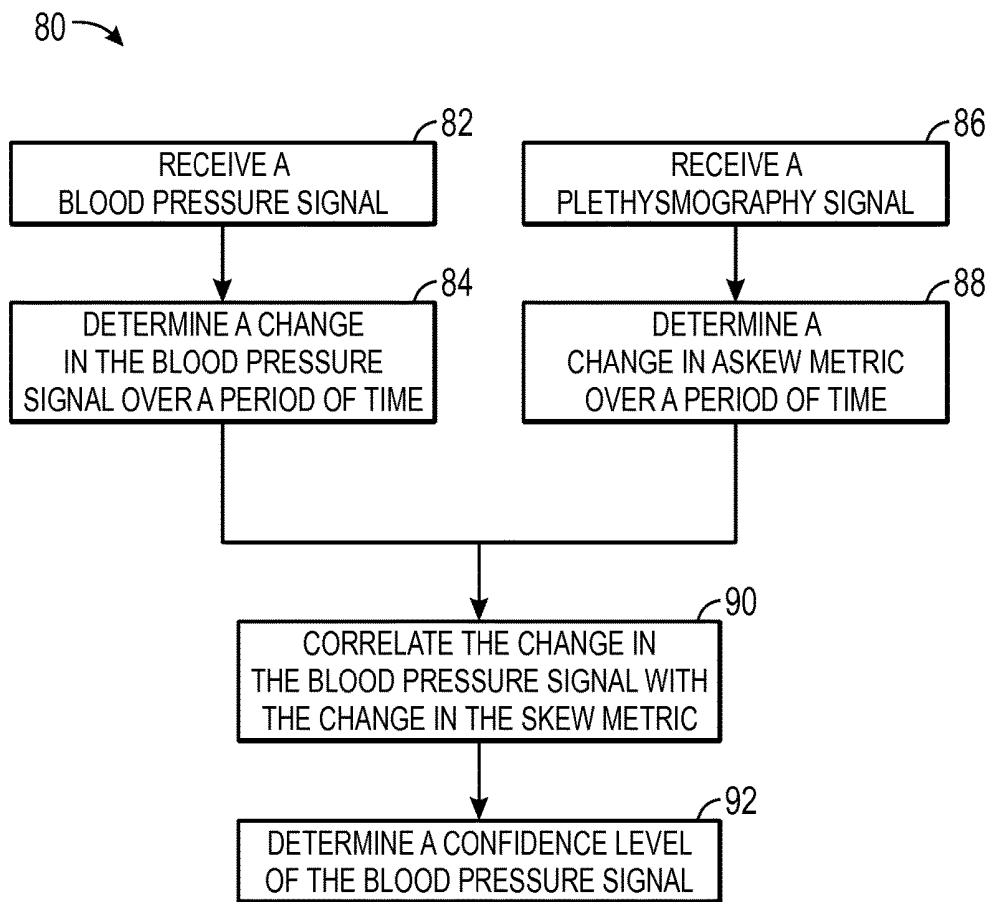 80
82
RECEIVE A
BLOOD PRESSURE SIGNAL
86
RECEIVE A
PLETHYSMOGRAPHY SIGNAL
84
DETERMINE A CHANGE
IN THE BLOOD PRESSURE
SIGNAL OVER A PERIOD OF TIME
88
DETERMINE A
CHANGE IN ASKEW METRIC
OVER A PERIOD OF TIME
90
CORRELATE THE CHANGE IN
THE BLOOD PRESSURE SIGNAL WITH
THE CHANGE IN THE SKEW METRIC
92
DETERMINE A CONFIDENCE LEVEL
OF THE BLOOD PRESSURE SIGNAL